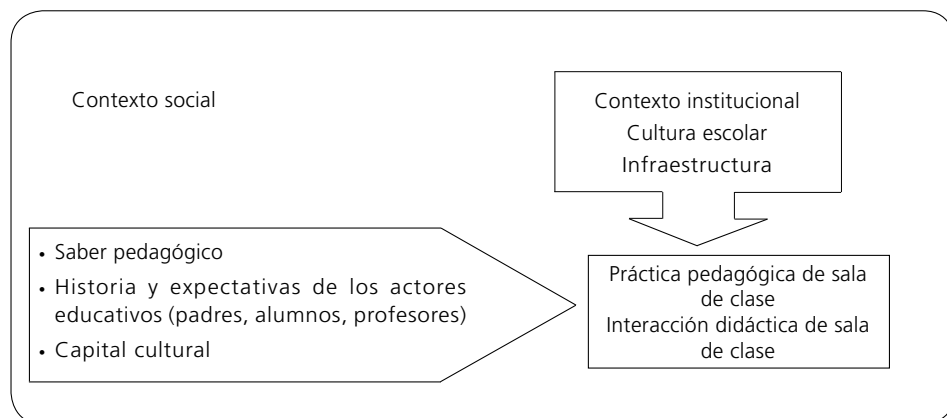 Contexto social
Contexto institucional
Cultura escolar
Infraestructura
• Saber pedagógico
• Historia y expectativas de los actores
educativos (padres, alumnos, profesores)
• Capital cultural
Práctica pedagógica de sala
de clase
Interacción didáctica de sala
de clase